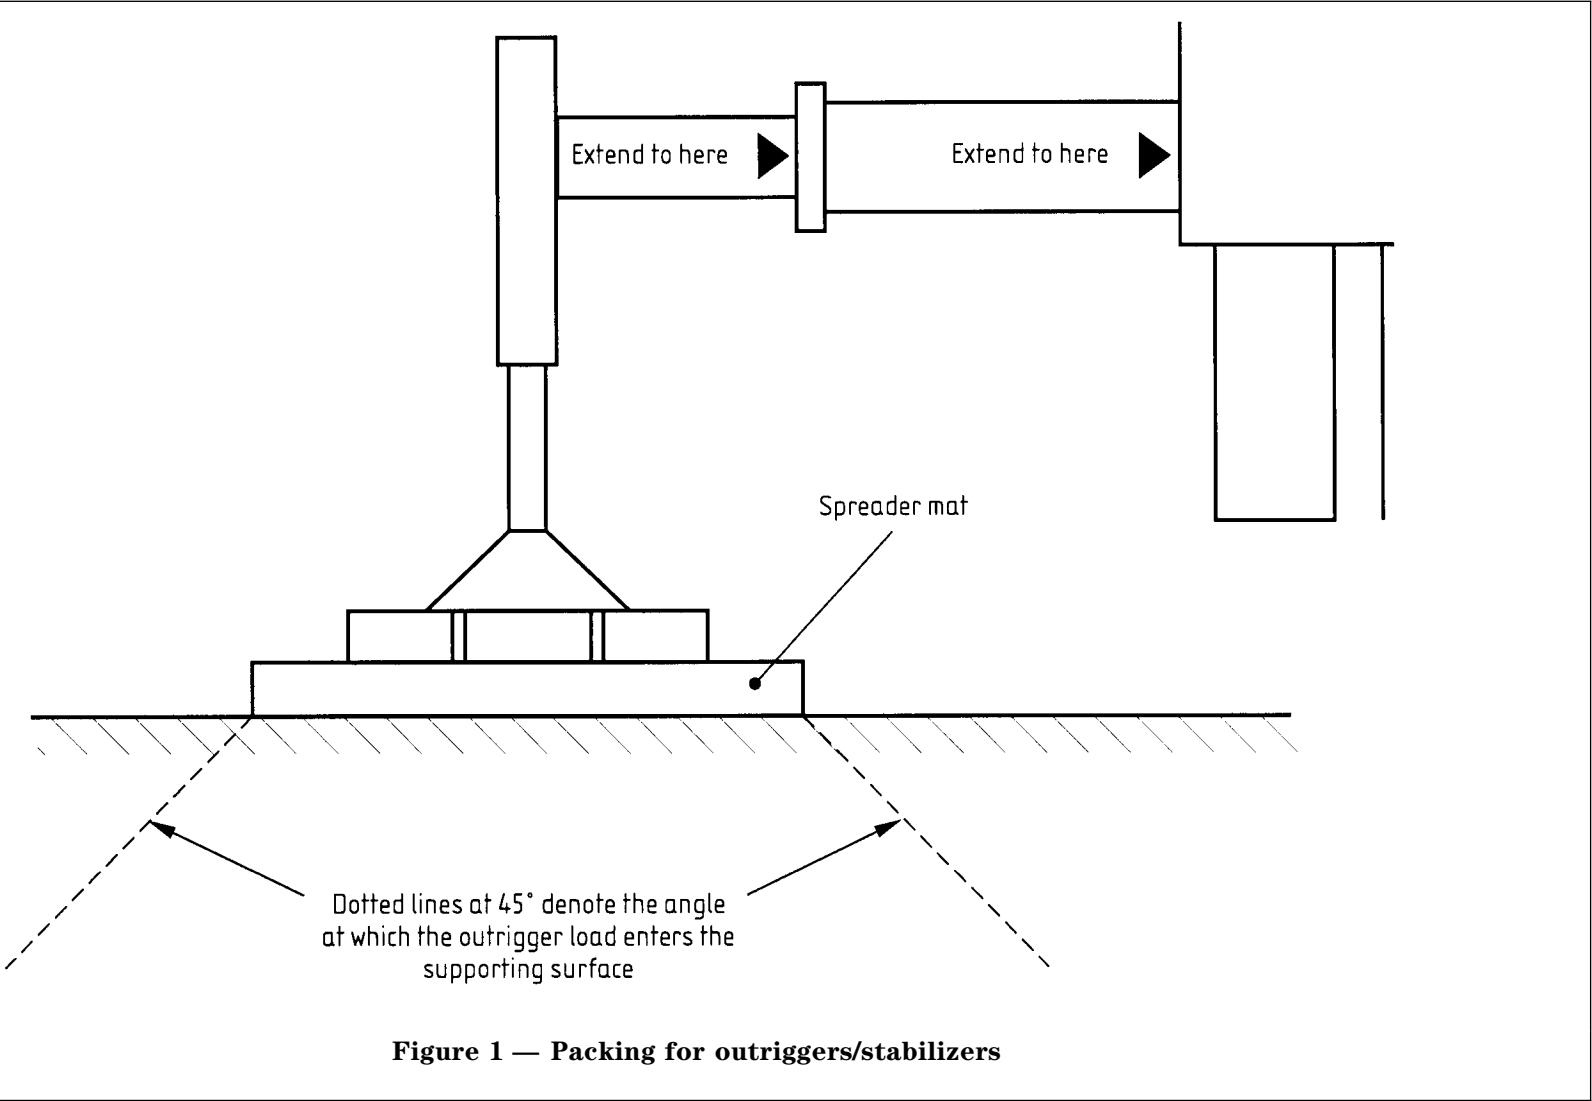 Extend to here
Extend to here
Spreader mat
Dotted lines at 45° denote the angle
at which the outrigger load enters the
supporting surface
Figure 1 — Packing for outriggers/stabilizers